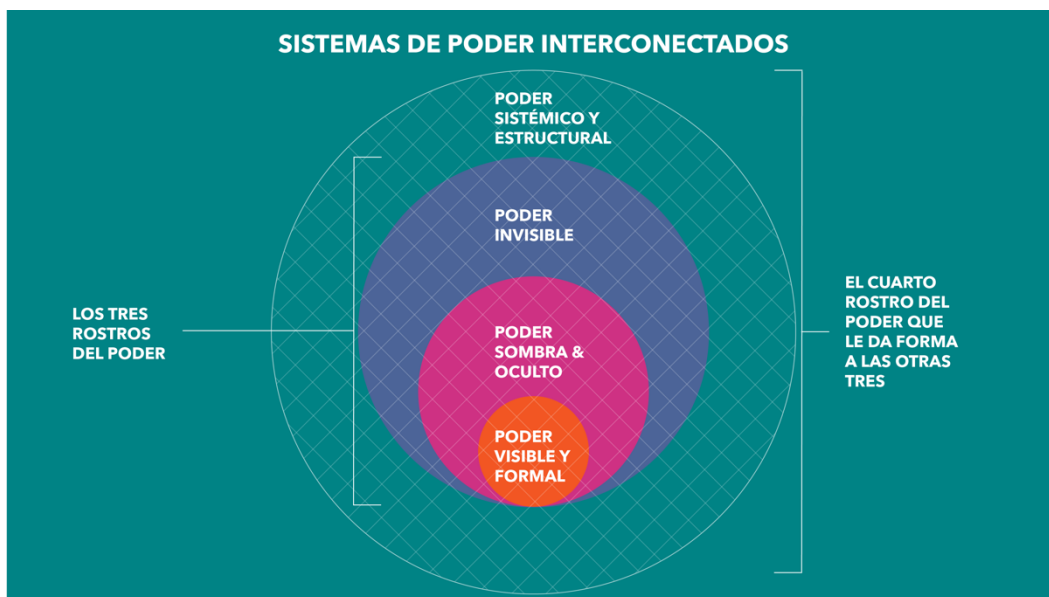 SISTEMAS DE PODER INTERCONECTADOS
PODER
SISTÉMICO Y
ESTRUCTURAL
PODER
INVISIBLE
LOS TRES
ROSTROS
DEL PODER
PODER
SOMBRA &
OCULTO
EL CUARTO
ROSTRO DEL
PODER QUE
LE DA FORMA
A LAS OTRAS
TRES
PODER
VISIBLE Y
FORMAL